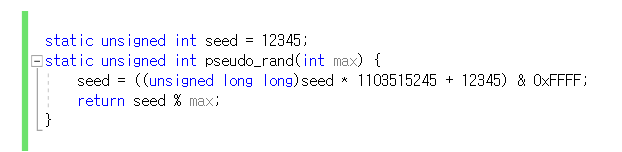 static unsigned int seed = 12345;
static unsigned int pseudo_rand(int max) {
seed = ((unsigned long long)seed * 1103515245 + 12345) & 0xFFFF;
return seed % max;
}